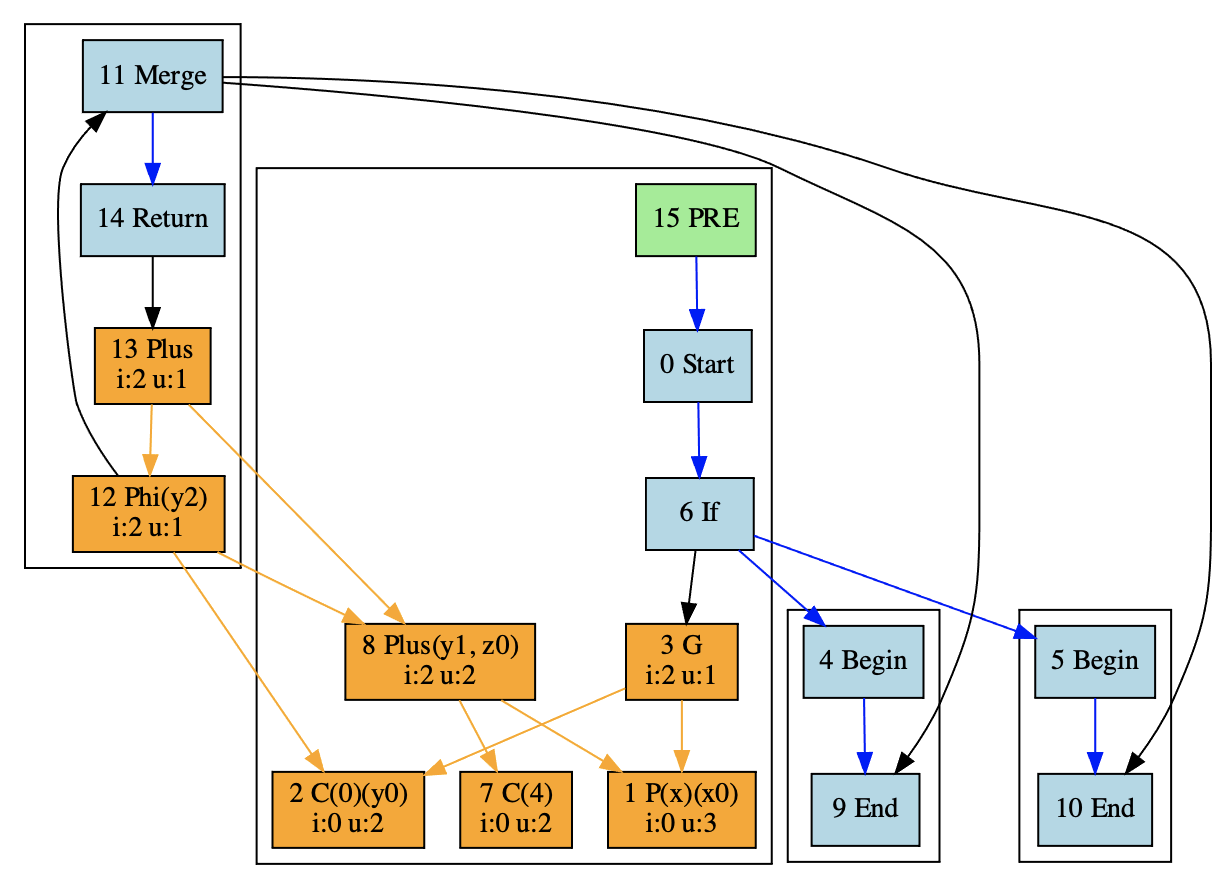 11 Merge
14 Return
13 Plus
i:2 u:1
12 Phi(y2)
i:2 u:1
15 PRE
0 Start
6 If
8 Plus(y1, z0)
i:2 u:2
3 G
i:2 u:1
2 C(0)(y0)
i:0 u:2
7 C(4)
i:0 u:2
1 P(x)(x0)
i:0 u:3
4 Begin
9 End
5 Begin
10 End